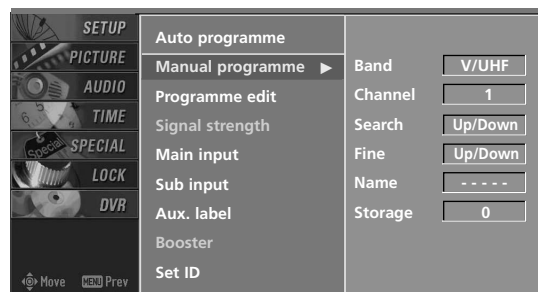 SETUP
PICTURE
AUDIO
TIME
SPECIAL
LOCK
DVR
Move MENU Prev
Auto programme
Manual programme ▶
Programme edit
Signal strength
Main input
Sub input
Aux. label
Booster
Set ID
Band V/UHF
Channel 1
Search Up/Down
Fine Up/Down
Name - - - - -
Storage 0